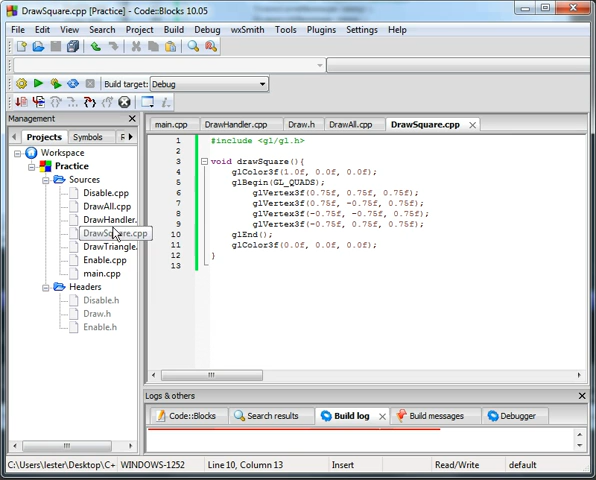 DrawSquare.cpp [Practice] - Code::Blocks 10.05
File Edit View Search Project Build Debug wxSmith Tools Plugins Settings Help
Build target: Debug
Management
Projects Symbols F
main.cpp DrawHandler.cpp Draw.h DrawAll.cpp DrawSquare.cpp
Workspace
Practice
Sources
Disable.cpp
DrawAll.cpp
DrawHandler.
DrawSquare.cpp
DrawTriangle.
Enable.cpp
main.cpp
Headers
Disable.h
Draw.h
Enable.h
1 #include <gl/gl.h>
2
3 void drawSquare(){
4 glColor3f(1.0f, 0.0f, 0.0f);
5 glBegin(GL_QUADS);
6 glVertex3f(0.75f, 0.75f, 0.75f);
7 glVertex3f(0.75f, -0.75f, 0.75f);
8 glVertex3f(-0.75f, -0.75f, 0.75f);
9 glVertex3f(-0.75f, 0.75f, 0.75f);
10 glEnd();
11 glColor3f(0.0f, 0.0f, 0.0f);
12 }
13
Logs & others
Code::Blocks Search results Build log Build messages Debugger
C:\Users\lester\Desktop\C+ WINDOWS-1252 Line 10, Column 13 Insert Read/Write default